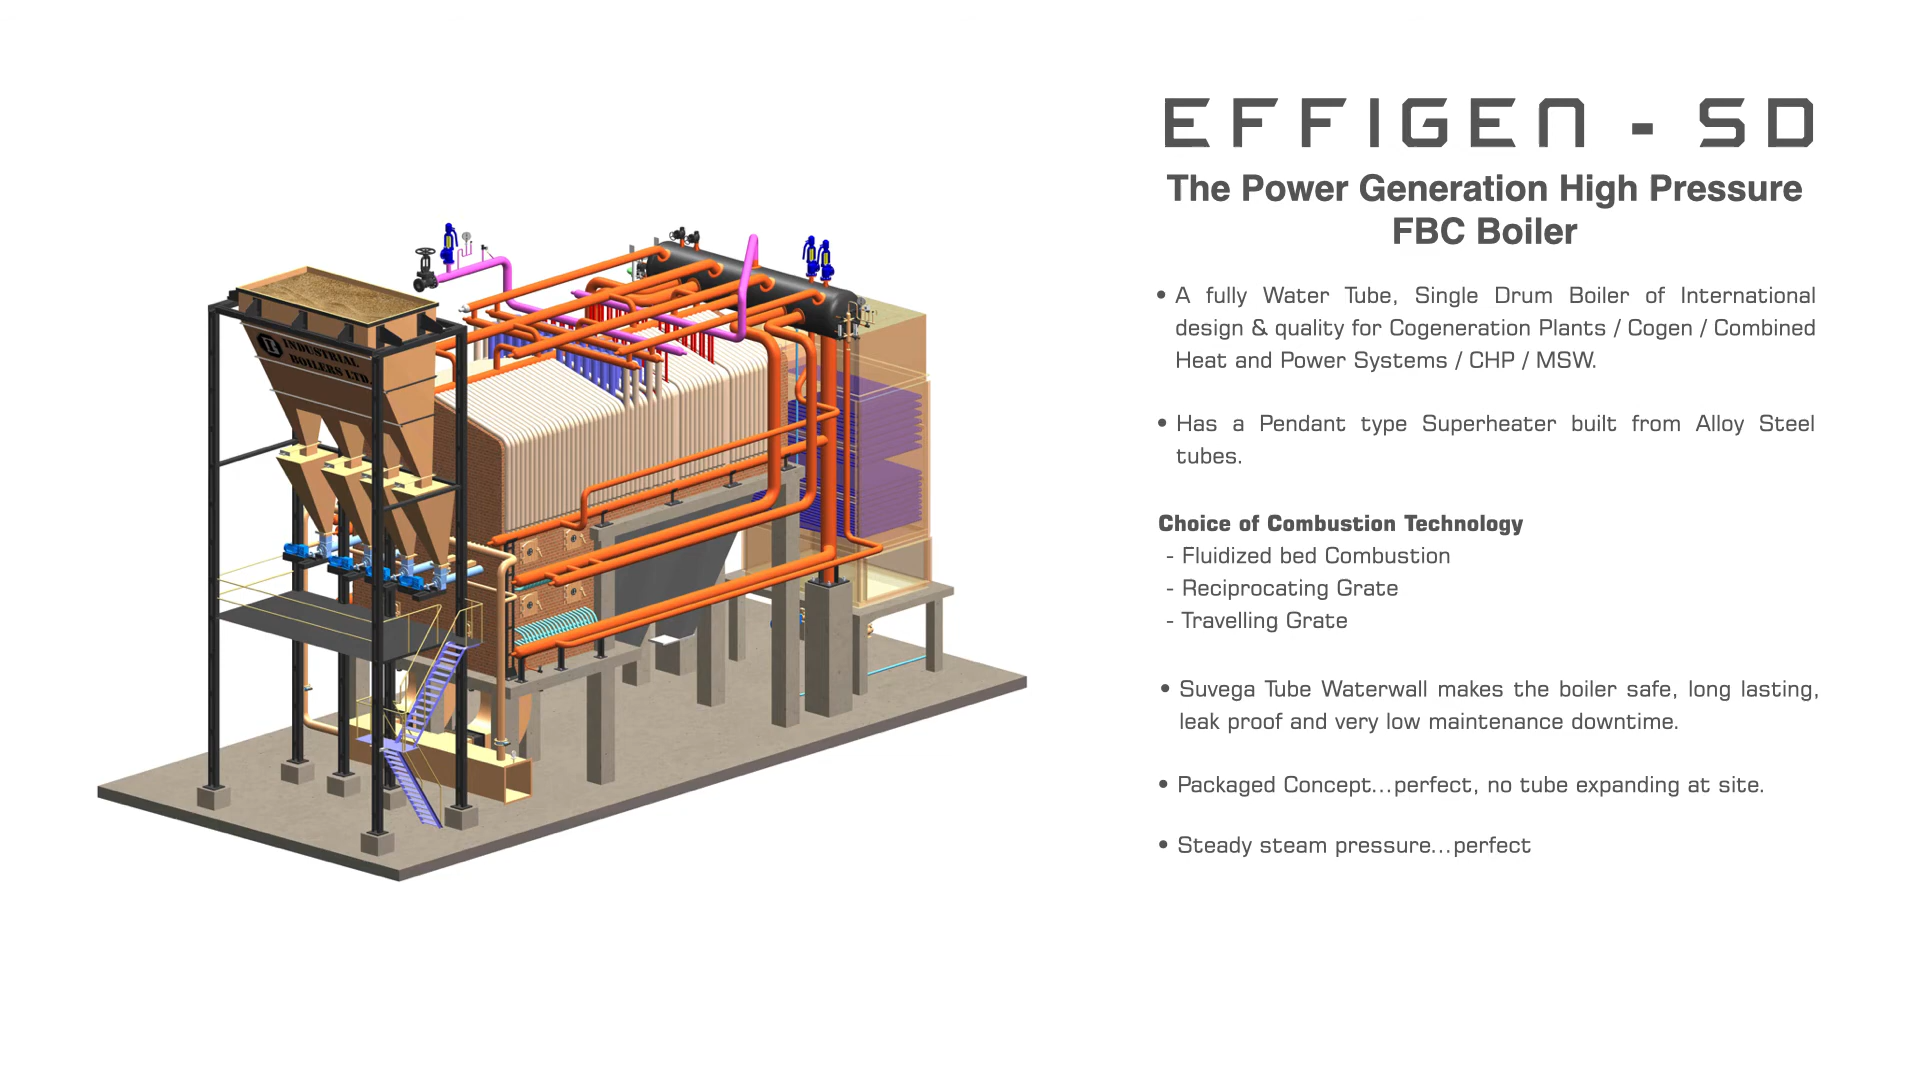 EFFIGEN - SD
The Power Generation High Pressure
FBC Boiler
• A fully Water Tube, Single Drum Boiler of International
design & quality for Cogeneration Plants / Cogen / Combined
Heat and Power Systems / CHP / MSW.
• Has a Pendant type Superheater built from Alloy Steel
tubes.
Choice of Combustion Technology
- Fluidized bed Combustion
- Reciprocating Grate
- Travelling Grate
• Suvega Tube Waterwall makes the boiler safe, long lasting,
leak proof and very low maintenance downtime.
• Packaged Concept...perfect, no tube expanding at site.
• Steady steam pressure...perfect
INDUSTRIAL
BOILERS LTD.